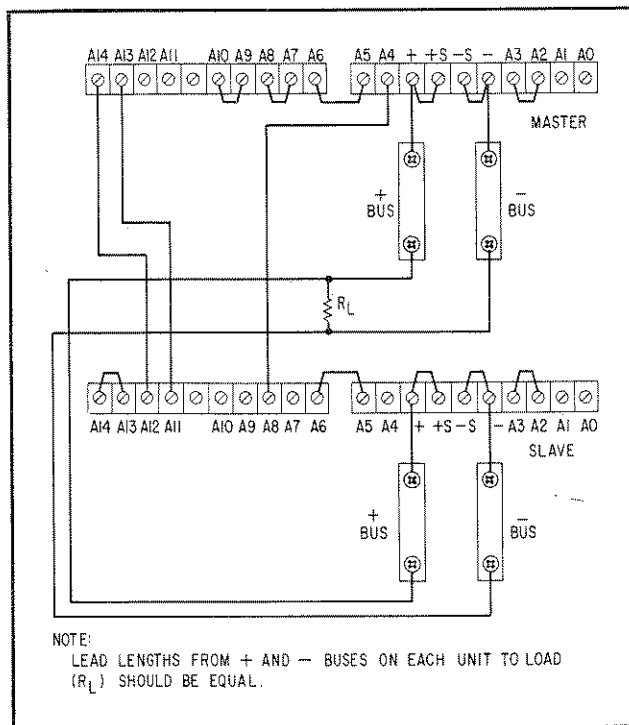 A14 A13 A12 A11 A10 A9 A8 A7 A6 A5 A4 + +S -S - A3 A2 A1 A0
MASTER
+ BUS
- BUS
RL
A14 A13 A12 A11 A10 A9 A8 A7 A6 A5 A4 + +S -S - A3 A2 A1 A0
SLAVE
+ BUS
- BUS
NOTE:
LEAD LENGTHS FROM + AND - BUSES ON EACH UNIT TO LOAD
(RL) SHOULD BE EQUAL.